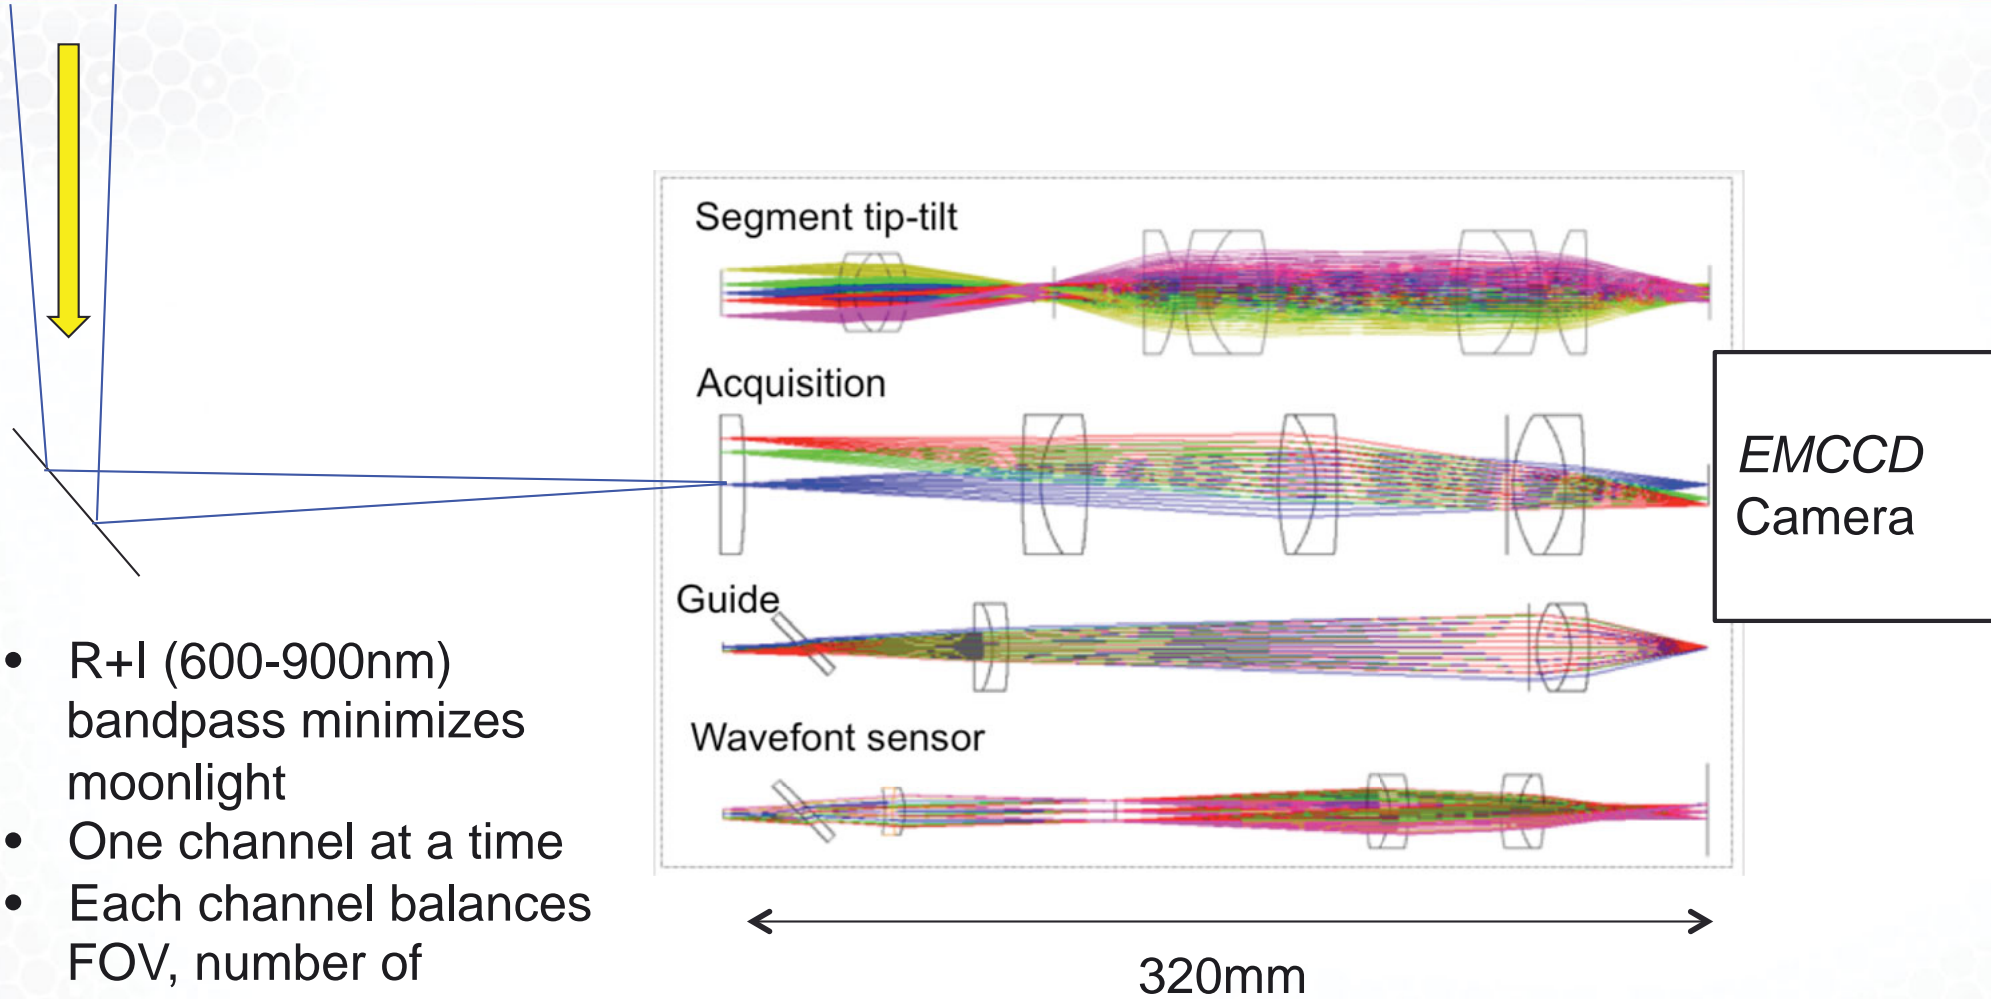 Segment tip-tilt
Acquisition
EMCCD
Camera
Guide
Wavefont sensor
320mm
• R+I (600-900nm)
bandpass minimizes
moonlight
• One channel at a time
• Each channel balances
FOV, number of